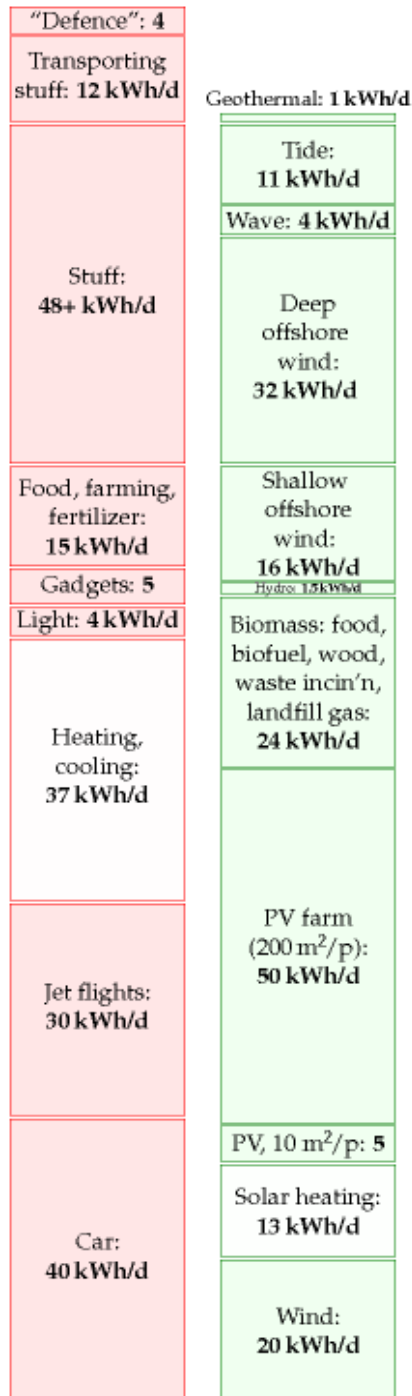 “Defence”: 4
Transporting
stuff: 12 kWh/d
Stuff:
48+ kWh/d
Food, farming,
fertilizer:
15 kWh/d
Gadgets: 5
Light: 4 kWh/d
Heating,
cooling:
37 kWh/d
Jet flights:
30 kWh/d
Car:
40 kWh/d
Geothermal: 1 kWh/d
Tide:
11 kWh/d
Wave: 4 kWh/d
Deep
offshore
wind:
32 kWh/d
Shallow
offshore
wind:
16 kWh/d
Hydro: 1.5 kWh/d
Biomass: food,
biofuel, wood,
waste incin’n,
landfill gas:
24 kWh/d
PV farm
(200 m²/p):
50 kWh/d
PV, 10 m²/p: 5
Solar heating:
13 kWh/d
Wind:
20 kWh/d